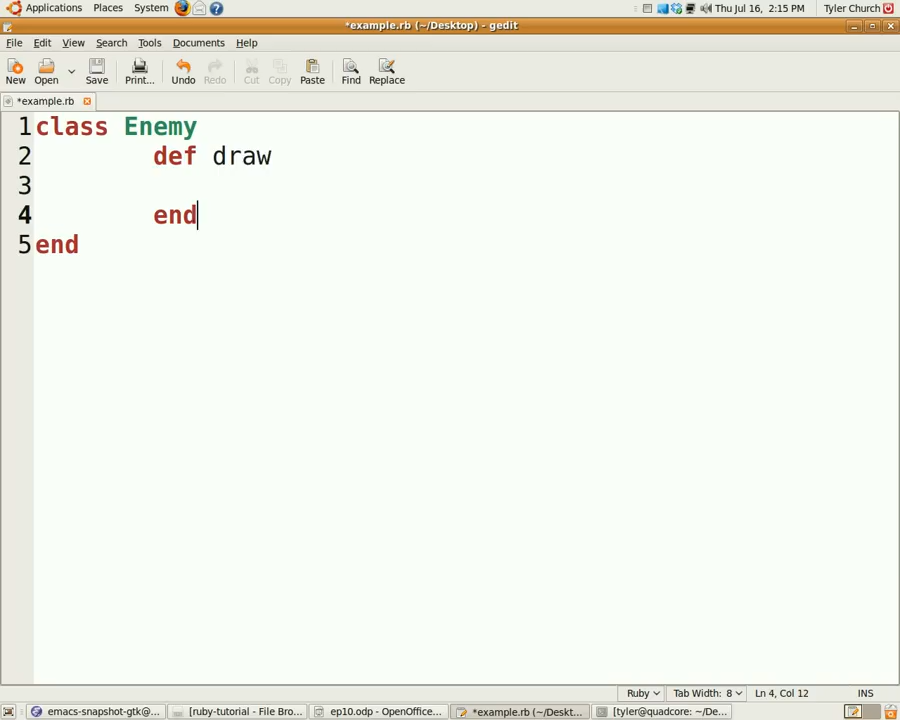 Applications Places System Thu Jul 16, 2:15 PM Tyler Church
*example.rb (~/Desktop) - gedit
File Edit View Search Tools Documents Help
New Open Save Print... Undo Redo Cut Copy Paste Find Replace
*example.rb
1 class Enemy
2 def draw
3
4 end
5 end
Ruby Tab Width: 8 Ln 4, Col 12 INS
emacs-snapshot-gtk@... [ruby-tutorial - File Bro... ep10.odp - OpenOffice... *example.rb (~/Deskt... [tyler@quadcore: ~/De...